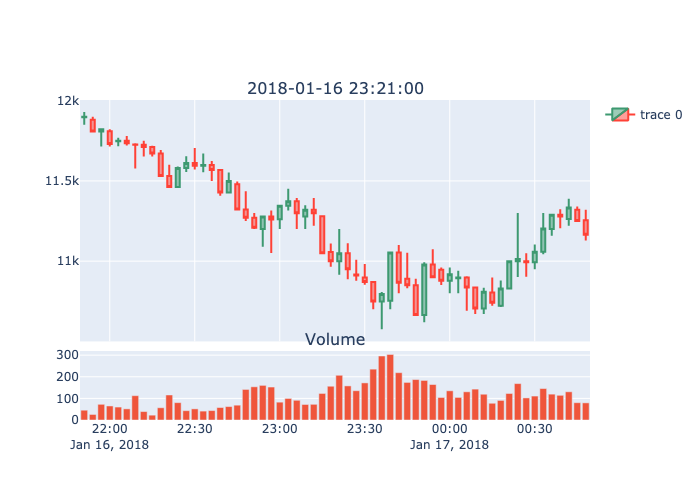 2018-01-16 23:21:00
12k
11.5k
11k
trace 0
Volume
300
200
100
0
22:00 22:30 23:00 23:30 00:00 00:30
Jan 16, 2018 Jan 17, 2018